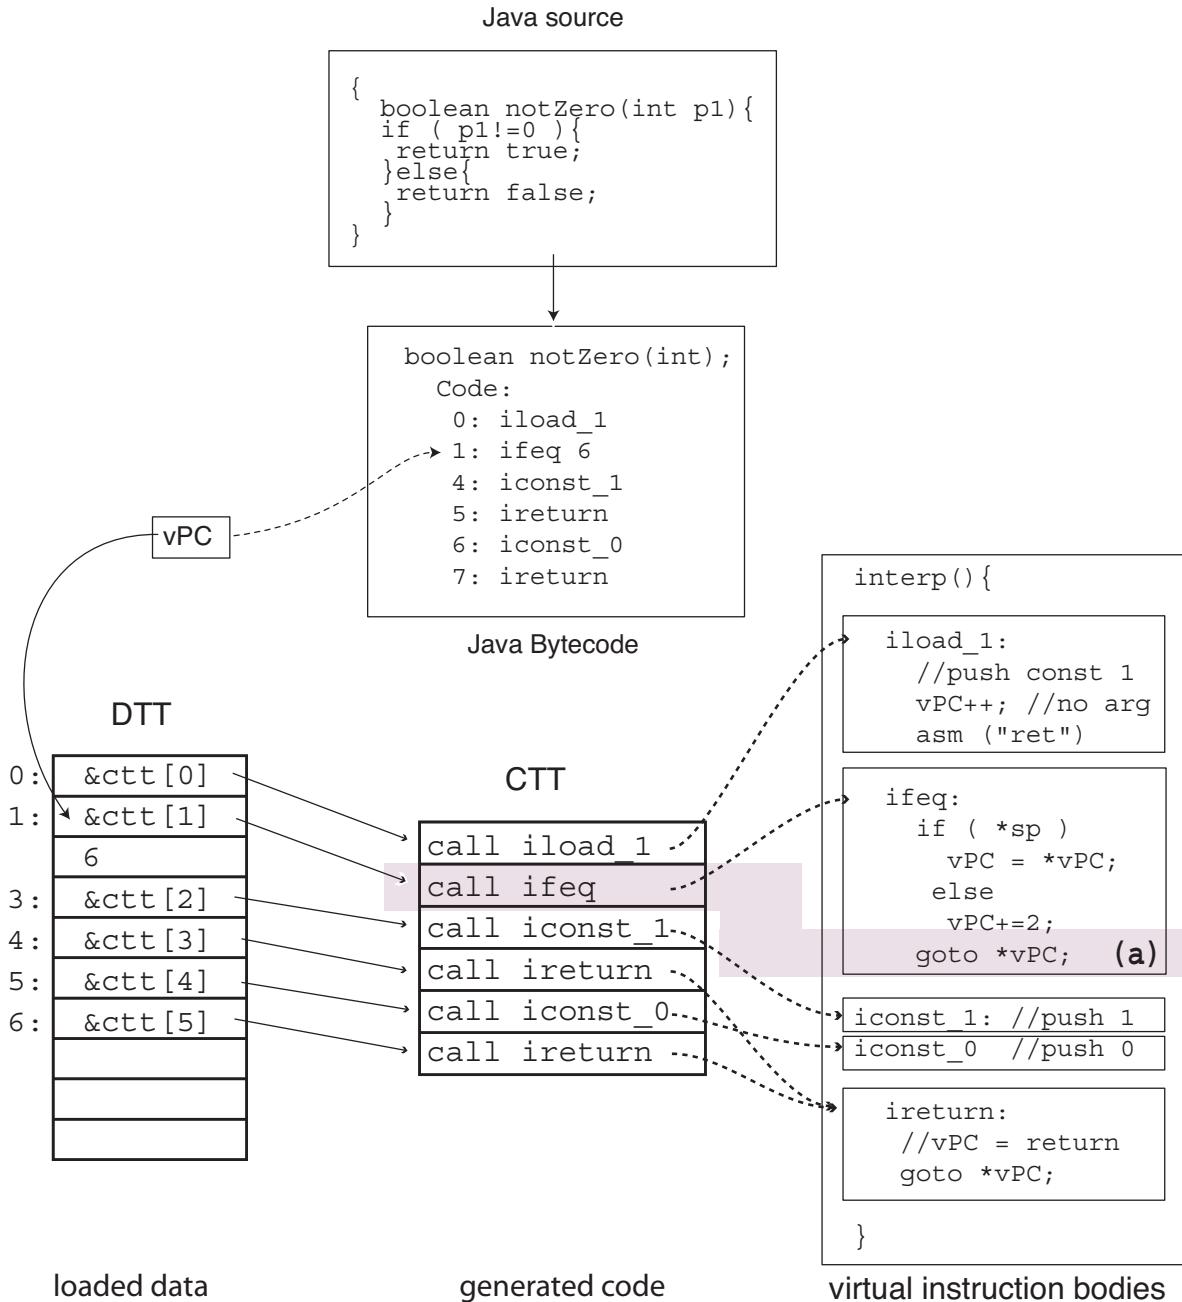 Java source
{
boolean notZero(int p1){
if ( p1!=0 ){
return true;
}else{
return false;
}
}
boolean notZero(int);
Code:
0: iload_1
1: ifeq 6
4: iconst_1
5: ireturn
6: iconst_0
7: ireturn
Java Bytecode
vPC
DTT
0: &ctt[0]
1: &ctt[1]
6
3: &ctt[2]
4: &ctt[3]
5: &ctt[4]
6: &ctt[5]
loaded data
CTT
call iload_1
call ifeq
call iconst_1
call ireturn
call iconst_0
call ireturn
generated code
interp(){
iload_1:
//push const 1
vPC++; //no arg
asm ("ret")
ifeq:
if ( *sp )
vPC = *vPC;
else
vPC+=2;
goto *vPC; (a)
iconst_1: //push 1
iconst_0 //push 0
ireturn:
//vPC = return
goto *vPC;
}
virtual instruction bodies